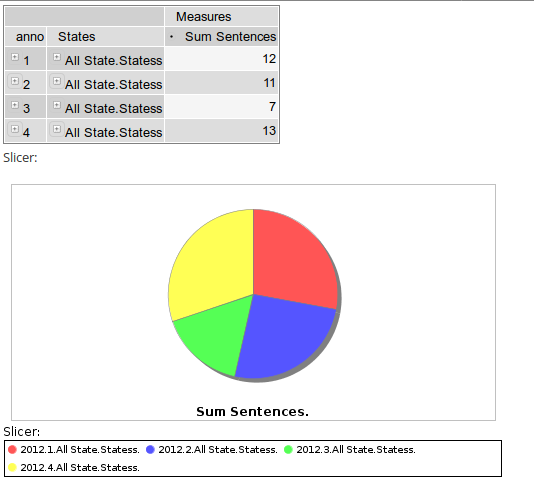 Measures
anno States · Sum Sentences
1 All State.Statess 12
2 All State.Statess 11
3 All State.Statess 7
4 All State.Statess 13
Slicer:
Sum Sentences.
Slicer:
2012.1.All State.Statess. 2012.2.All State.Statess. 2012.3.All State.Statess.
2012.4.All State.Statess.